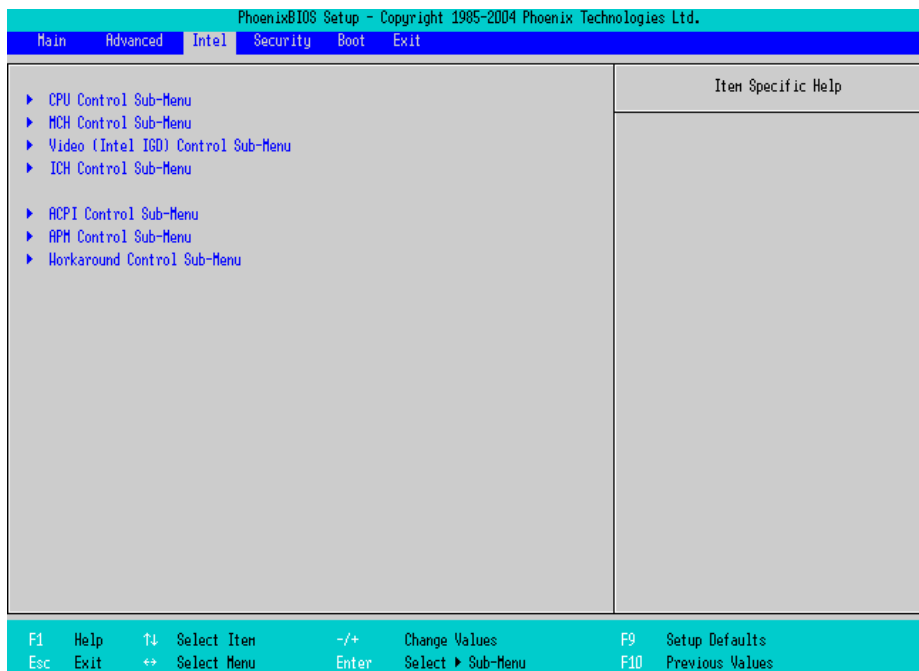 PhoenixBIOS Setup - Copyright 1985-2004 Phoenix Technologies Ltd.
Main Advanced Intel Security Boot Exit
Item Specific Help
▶ CPU Control Sub-Menu
▶ MCH Control Sub-Menu
▶ Video (Intel IGD) Control Sub-Menu
▶ ICH Control Sub-Menu
▶ ACPI Control Sub-Menu
▶ APM Control Sub-Menu
▶ Workaround Control Sub-Menu
F1 Help ↑↓ Select Item -/+ Change Values F9 Setup Defaults
Esc Exit ↔ Select Menu Enter Select ▶ Sub-Menu F10 Previous Values